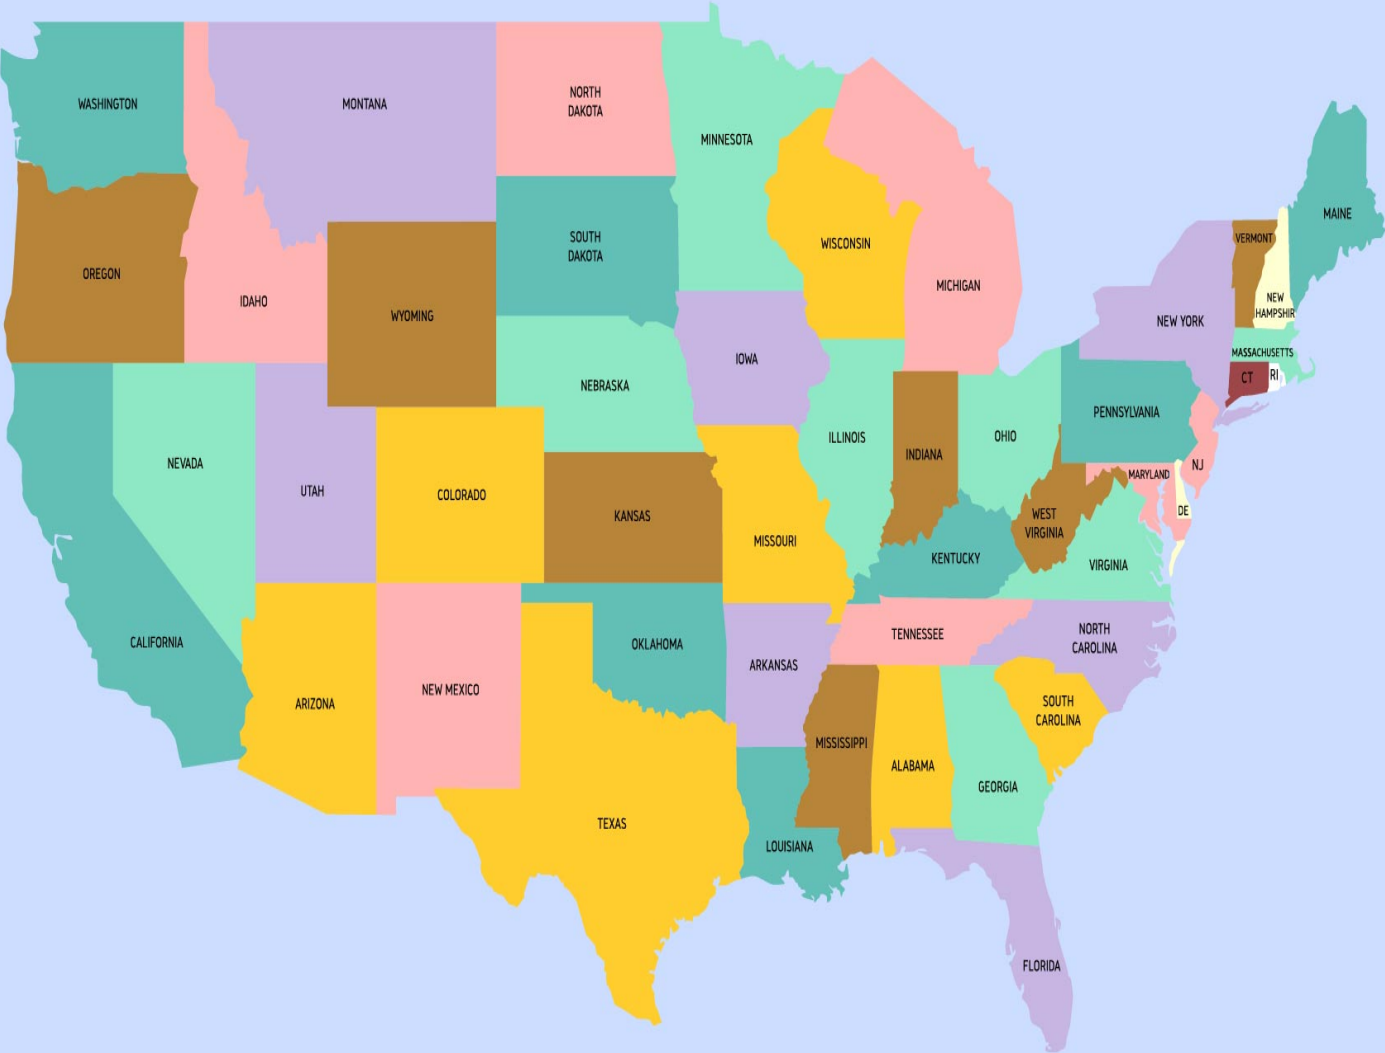 WASHINGTON
MONTANA
NORTH
DAKOTA
MINNESOTA
MAINE
VERMONT
WISCONSIN
SOUTH
DAKOTA
OREGON
IDAHO
MICHIGAN
NEW
HAMPSHIR
WYOMING
NEW YORK
MASSACHUSETTS
IOWA
CT
RI
NEBRASKA
PENNSYLVANIA
ILLINOIS
OHIO
INDIANA
NEVADA
UTAH
COLORADO
NJ
MARYLAND
DE
KANSAS
WEST
VIRGINIA
MISSOURI
KENTUCKY
VIRGINIA
CALIFORNIA
OKLAHOMA
TENNESSEE
NORTH
CAROLINA
ARKANSAS
NEW MEXICO
ARIZONA
SOUTH
CAROLINA
MISSISSIPPI
ALABAMA
GEORGIA
TEXAS
LOUISIANA
FLORIDA